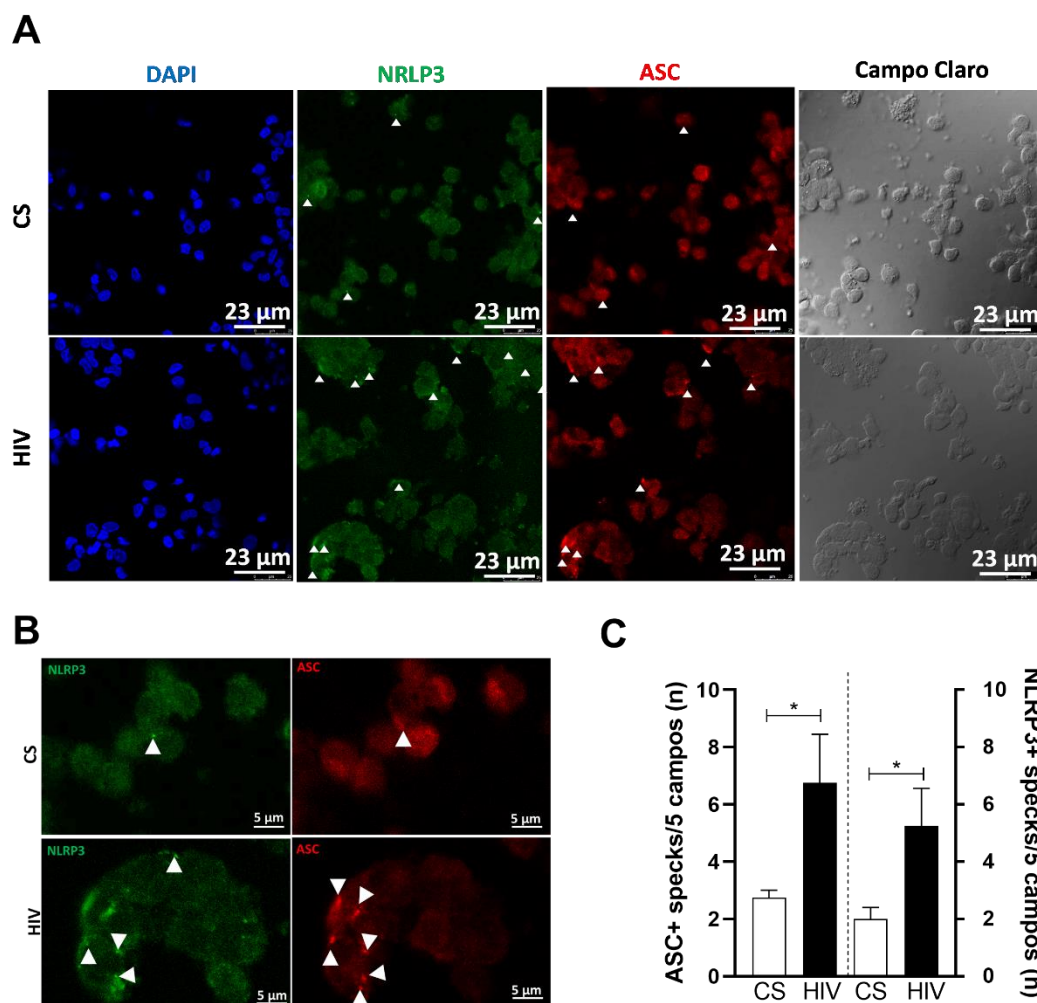 A
DAPI NRLP3 ASC Campo Claro
CS
23 µm 23 µm 23 µm 23 µm
HIV
23 µm 23 µm 23 µm 23 µm
B
NLRP3 ASC
CS
5 µm 5 µm
NLRP3 ASC
HIV
5 µm 5 µm
C
ASC+ specks/5 campos (n)
10
8
6
4
2
0
* *
CS HIV CS HIV
10
8
6
4
2
0
NLRP3+ specks/5 campos (n)